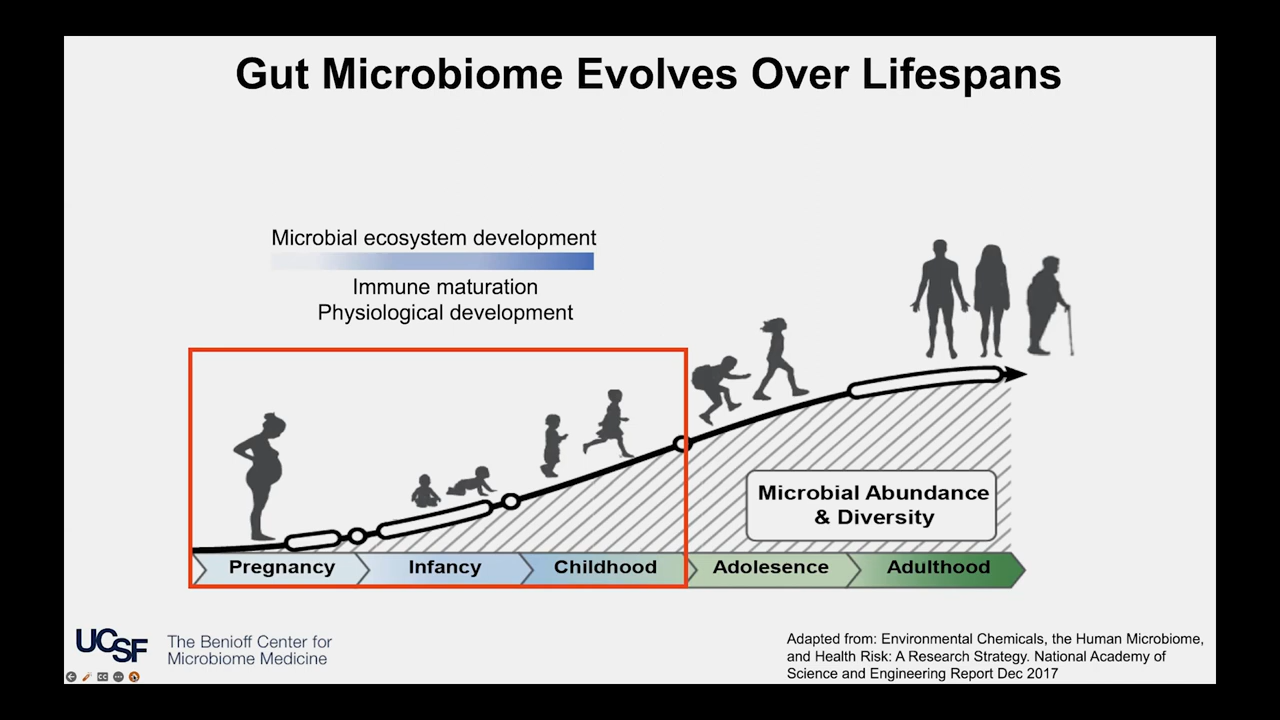 Gut Microbiome Evolves Over Lifespans
Microbial ecosystem development
Immune maturation
Physiological development
Microbial Abundance
& Diversity
Pregnancy
Infancy
Childhood
Adolesence
Adulthood
UCSF
The Benioff Center for
Microbiome Medicine
Adapted from: Environmental Chemicals, the Human Microbiome,
and Health Risk: A Research Strategy. National Academy of
Science and Engineering Report Dec 2017